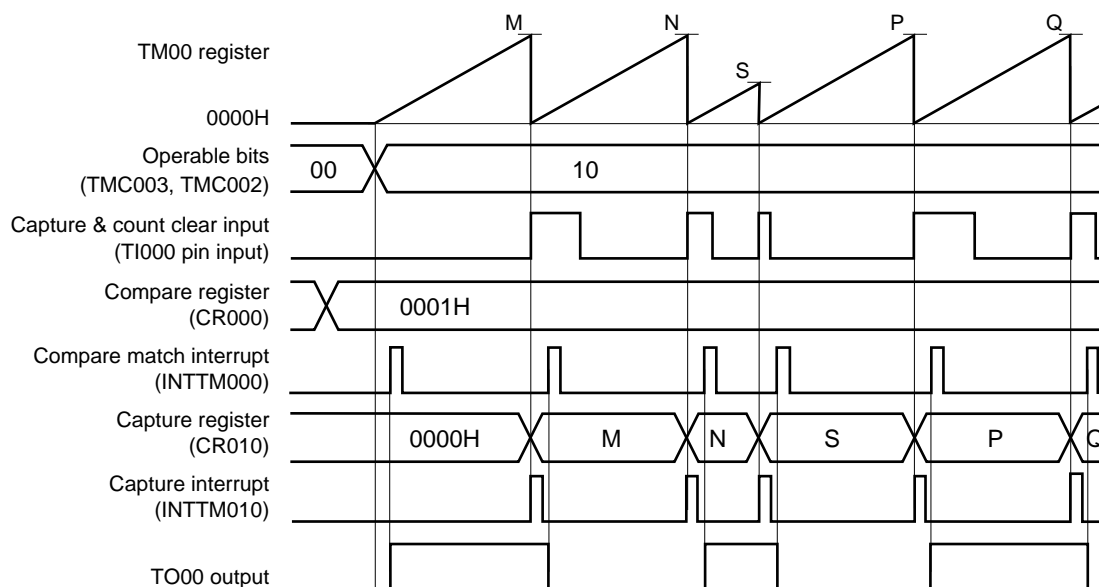 M N S P Q
TM00 register
0000H
Operable bits
(TMC003, TMC002)
00 10
Capture & count clear input
(TI000 pin input)
Compare register
(CR000)
0001H
Compare match interrupt
(INTTM000)
Capture register
(CR010)
0000H M N S P Q
Capture interrupt
(INTTM010)
TO00 output